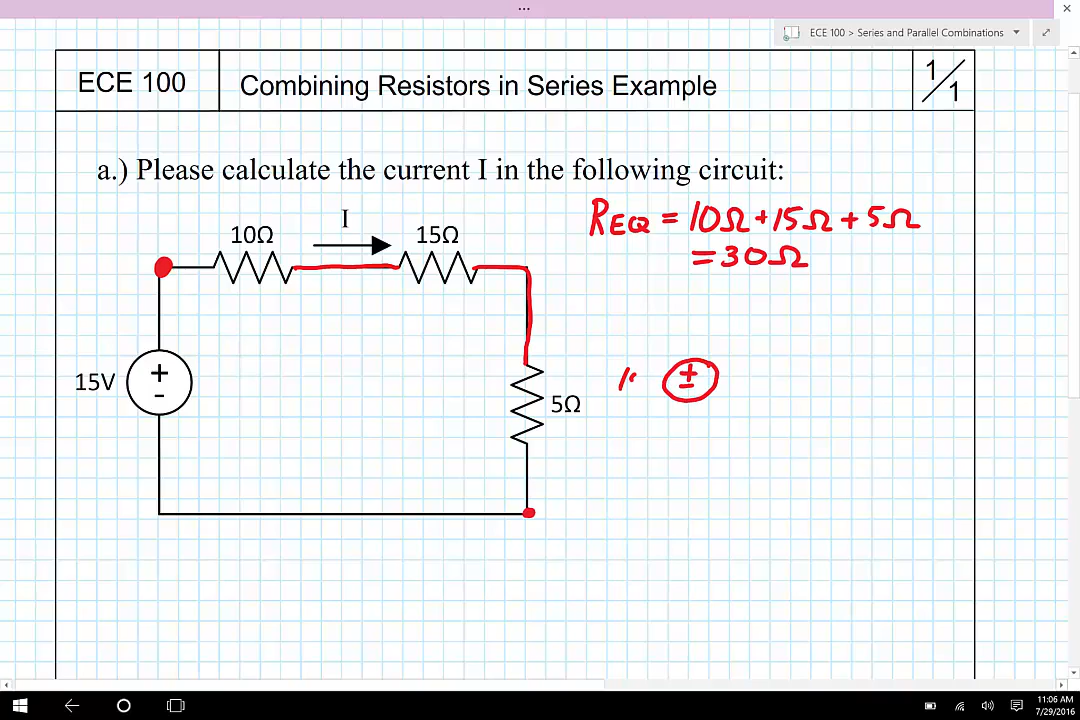 ...
ECE 100 > Series and Parallel Combinations
ECE 100
Combining Resistors in Series Example
1/1
a.) Please calculate the current I in the following circuit:
REQ = 10Ω+15Ω+5Ω
=30Ω
I
10Ω
15Ω
15V
+
-
5Ω
±
11:06 AM
7/29/2016